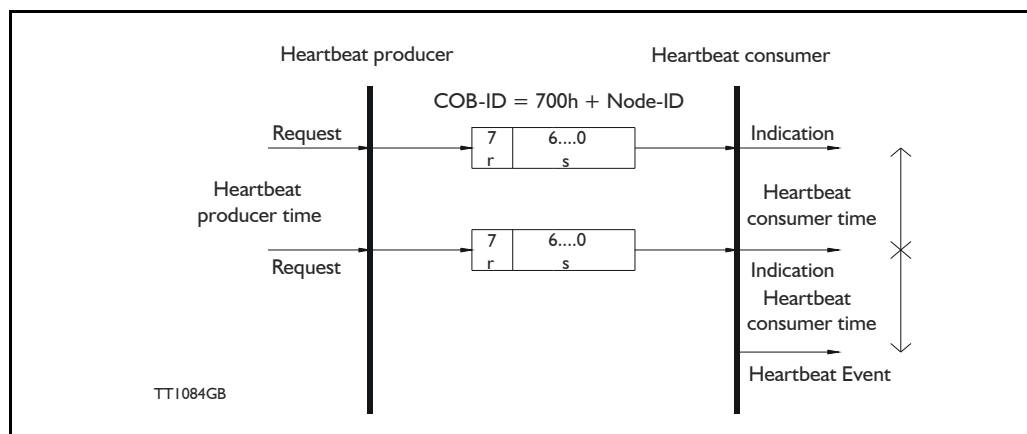 Heartbeat producer
Heartbeat consumer
COB-ID = 700h + Node-ID
Request
7
6....0
r
s
Indication
Heartbeat
producer time
Heartbeat
consumer time
Request
7
6....0
r
s
Indication
Heartbeat
consumer time
Heartbeat Event
TT1084GB